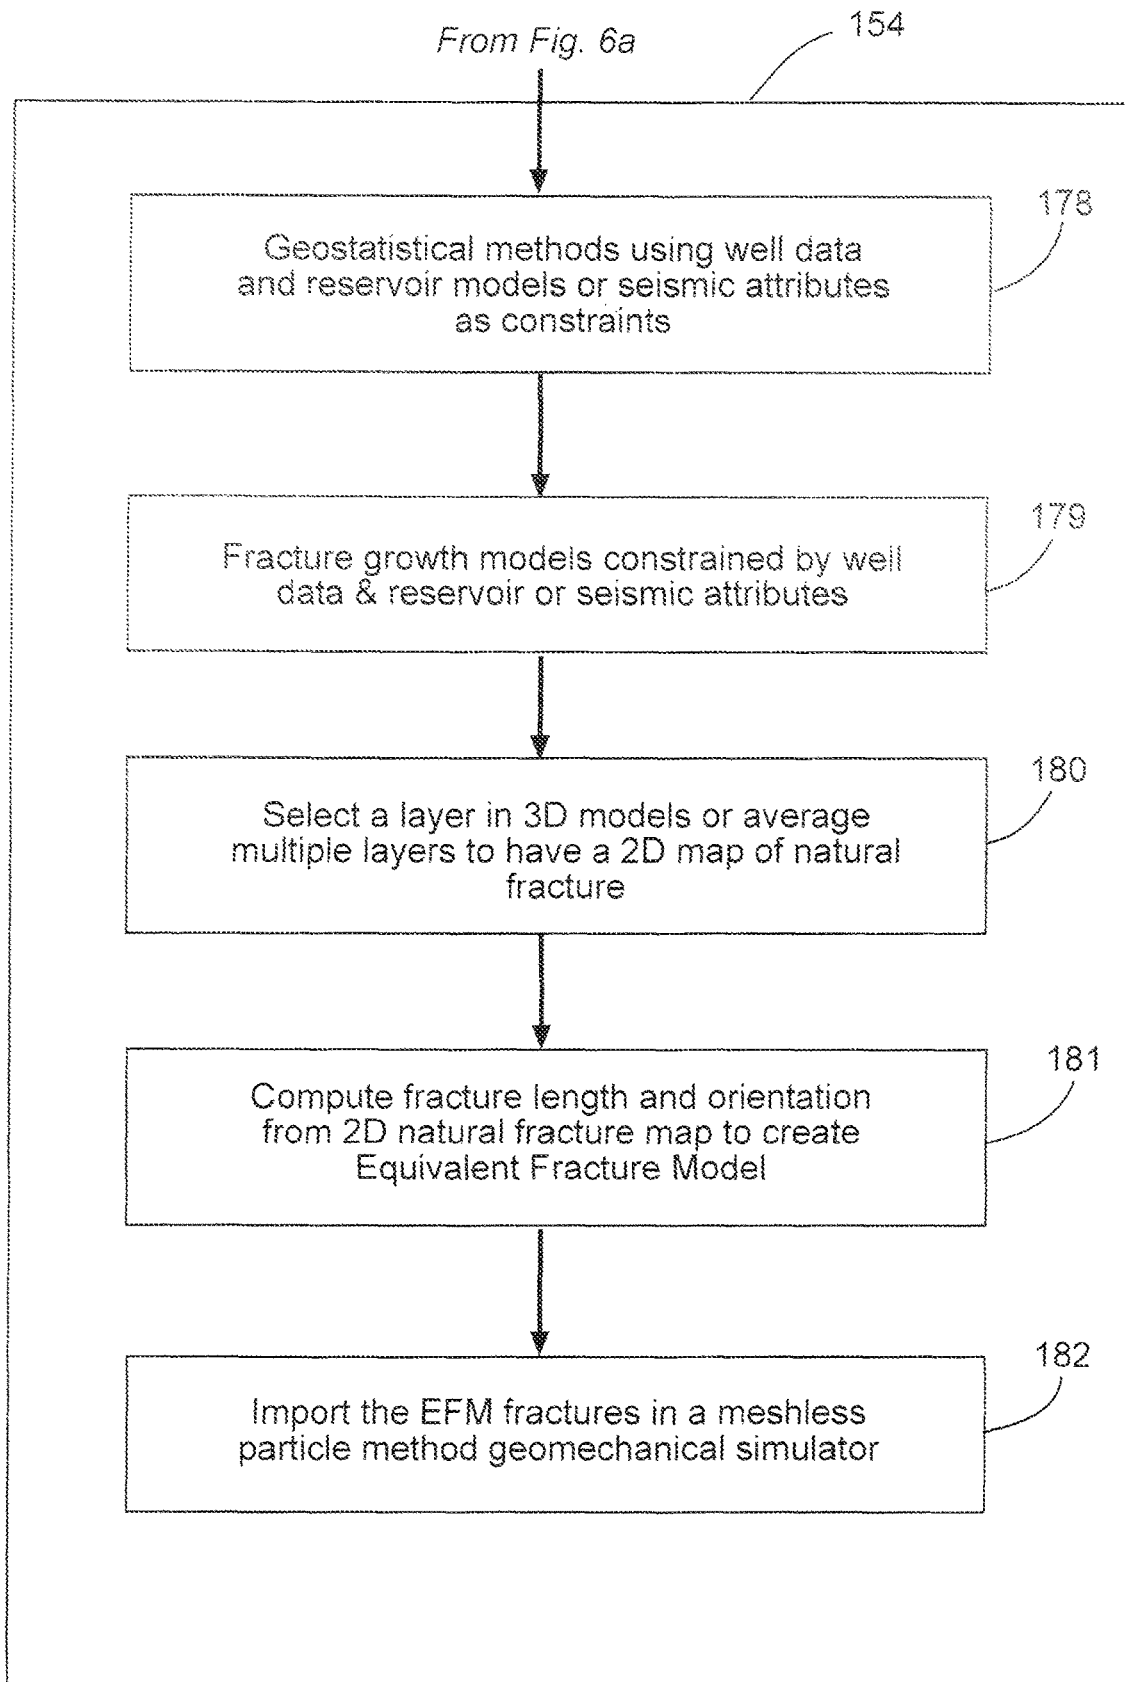 From Fig. 6a
154
178
Geostatistical methods using well data
and reservoir models or seismic attributes
as constraints
179
Fracture growth models constrained by well
data & reservoir or seismic attributes
180
Select a layer in 3D models or average
multiple layers to have a 2D map of natural
fracture
181
Compute fracture length and orientation
from 2D natural fracture map to create
Equivalent Fracture Model
182
Import the EFM fractures in a meshless
particle method geomechanical simulator